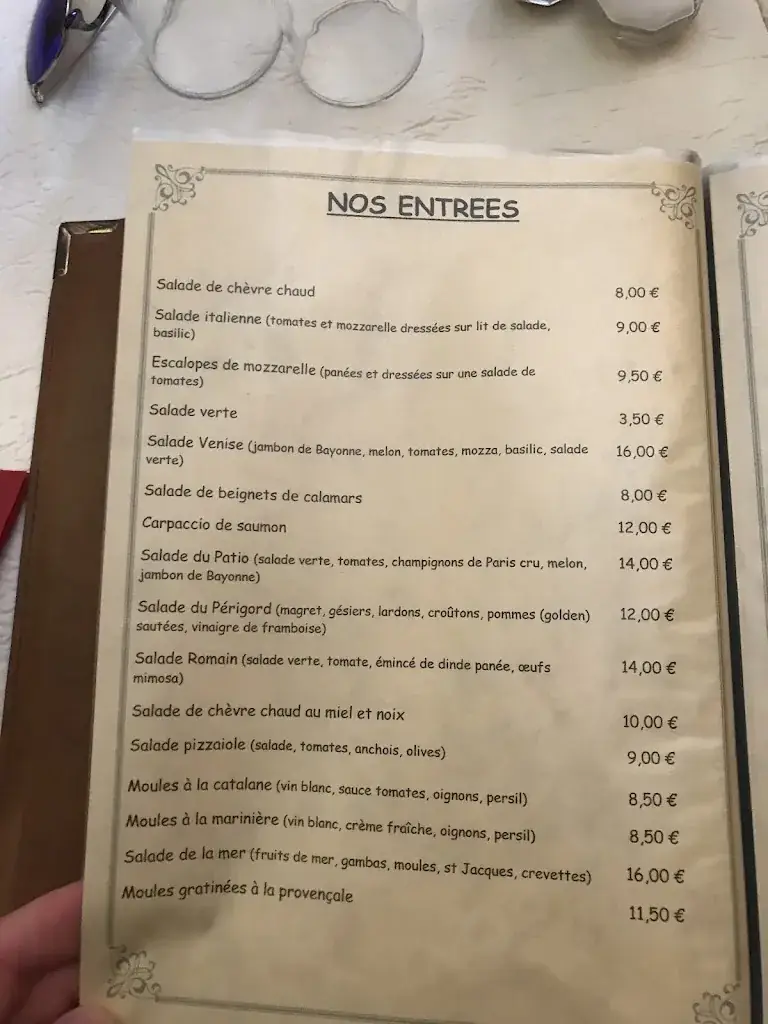 NOS ENTREES
Salade de chèvre chaud 8,00 €
Salade italienne (tomates et mozzarelle dressées sur lit de salade, 9,00 €
basilic)
Escalopes de mozzarelle (panées et dressées sur une salade de 9,50 €
tomates)
Salade verte 3,50 €
Salade Venise (jambon de Bayonne, melon, tomates, mozza, basilic, salade 16,00 €
verte)
Salade de beignets de calamars 8,00 €
Carpaccio de saumon 12,00 €
Salade du Patio (salade verte, tomates, champignons de Paris cru, melon, 14,00 €
jambon de Bayonne)
Salade du Périgord (magret, gésiers, lardons, croûtons, pommes (golden) 12,00 €
sautées, vinaigre de framboise)
Salade Romain (salade verte, tomate, émincé de dinde panée, œufs 14,00 €
mimosa)
Salade de chèvre chaud au miel et noix 10,00 €
Salade pizzaiole (salade, tomates, anchois, olives) 9,00 €
Moules à la catalane (vin blanc, sauce tomates, oignons, persil) 8,50 €
Moules à la marinière (vin blanc, crème fraîche, oignons, persil) 8,50 €
Salade de la mer (fruits de mer, gambas, moules, st Jacques, crevettes) 16,00 €
Moules gratinées à la provençale 11,50 €